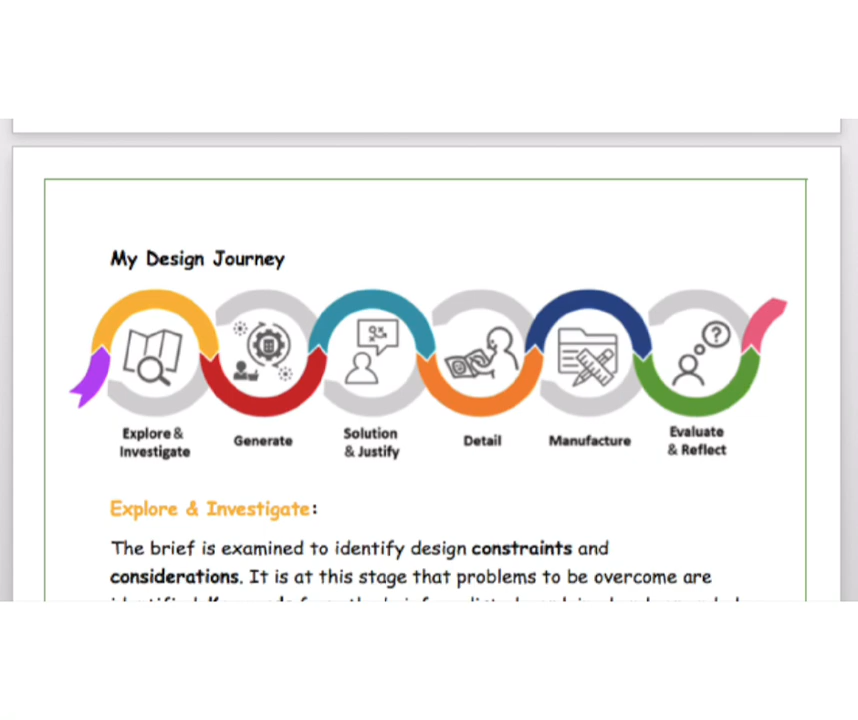 My Design Journey
Explore &
Investigate
Generate
Solution
& Justify
Detail
Manufacture
Evaluate
& Reflect
Explore & Investigate:
The brief is examined to identify design constraints and
considerations. It is at this stage that problems to be overcome are